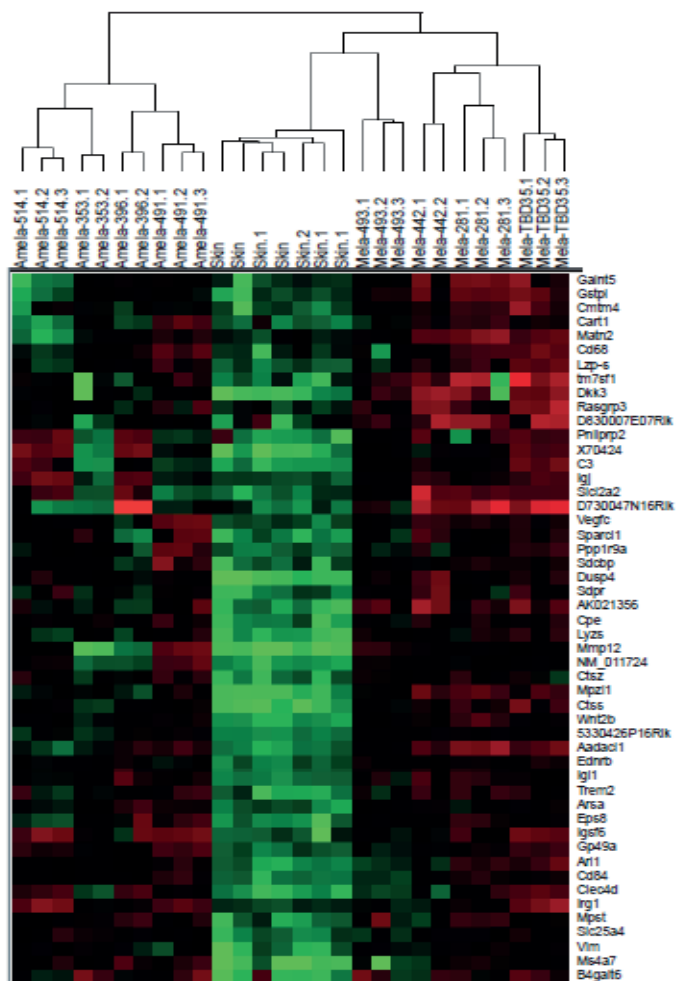 Amela-514.1
Amela-514.2
Amela-514.3
Amela-353.1
Amela-353.2
Amela-396.1
Amela-396.2
Amela-491.1
Amela-491.2
Amela-491.3
Skin
Skin
Skin.1
Skin
Skin.2
Skin.1
Skin.1
Mela-493.1
Mela-493.2
Mela-493.3
Mela-442.1
Mela-442.2
Mela-281.1
Mela-281.2
Mela-281.3
Mela-TBD35.1
Mela-TBD35.2
Mela-TBD35.3
Galnt5
Gstpi
Cmtm4
Cart1
Matn2
Cd68
Lzp-s
tm7sf1
Dkk3
Rasgrp3
D630007E07Rik
Pnliprp2
X70424
C3
Igj
Slcl2a2
D730047N16Rik
Vegfc
Sparcl1
Ppp1r9a
Sdcbp
Dusp4
Sdpr
AK021356
Cpe
Lyzs
Mmp12
NM_011724
Ctsz
Mpzl1
Ctss
Wnt2b
5330426P16Rik
Aadacl1
Ednrb
Igl1
Trem2
Arsa
Eps8
Igsf6
Gp49a
Arl1
Cd84
Clec4d
Irg1
Mpst
Slc25a4
Vim
Ms4a7
B4galt6